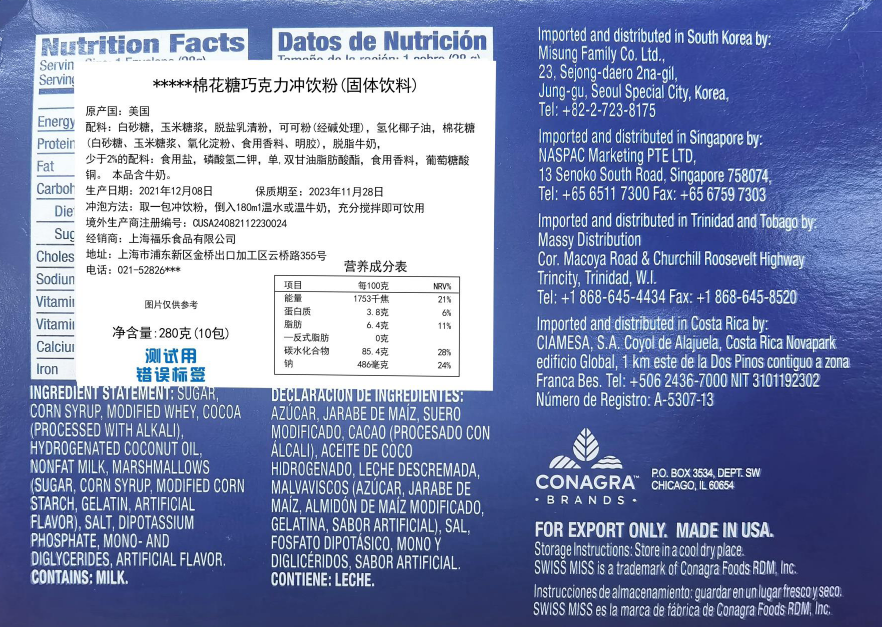 Nutrition Facts
Energy
Protein
Fat
Choles
Sodium
Vitamin
Vitamin
Calcium
Iron
INGREDIENT STATEMENT: SUGAR,
CORN SYRUP, MODIFIED WHEY, COCOA
(PROCESSED WITH ALKALI),
HYDROGENATED COCONUT OIL,
NONFAT MILK, MARSHMALLOWS
(SUGAR, CORN SYRUP, MODIFIED CORN
STARCH, GELATIN, ARTIFICIAL
FLAVOR), SALT, DIPOTASSIUM
PHOSPHATE, MONO- AND
DIGLYCERIDES, ARTIFICIAL FLAVOR.
CONTAINS: MILK.
Datos de Nutrición
DECLARACIÓN DE INGREDIENTES:
AZÚCAR, JARABE DE MAÍZ, SUERO
MODIFICADO, CACAO (PROCESADO CON
ÁLCALI), ACEITE DE COCO
HIDROGENADO, LECHE DESCREMADA,
MALVAVISCOS (AZÚCAR, JARABE DE
MAÍZ, ALMIDÓN DE MAÍZ MODIFICADO,
GELATINA, SABOR ARTIFICIAL), SAL,
FOSFATO DIPOTÁSICO, MONO Y
DIGLICÉRIDOS, SABOR ARTIFICIAL.
CONTIENE: LECHE.
*****棉花糖巧克力冲饮粉(固体饮料)
原产国：美国
配料：白砂糖，玉米糖浆，脱盐乳清粉，可可粉(经碱处理)，氢化椰子油，棉花糖
(白砂糖、玉米糖浆、氧化淀粉、食用香料、明胶)，脱脂牛奶，
少于2%的配料：食用盐，磷酸氢二钾，单.双甘油脂肪酸酯，食用香料，葡萄糖酸
铜。 本品含牛奶。
生产日期：2021年12月08日 保质期至：2023年11月28日
冲泡方法：取一包冲饮粉，倒入180ml温水或温牛奶，充分搅拌即可饮用
境外生产商注册编号：CUSA24082112230024
经销商：上海福乐食品有限公司
地址：上海市浦东新区金桥出口加工区云桥路355号
电话：021-52826***
图片仅供参考
净含量:280克(10包)
测试用
错误标签
营养成分表
项目 每100克 NRV%
能量 1753千焦 21%
蛋白质 3.8克 6%
脂肪 6.4克 11%
—反式脂肪 0克
碳水化合物 85.4克 28%
钠 486毫克 24%
Imported and distributed in South Korea by:
Misung Family Co. Ltd.,
23, Sejong-daero 2na-gil,
Jung-gu, Seoul Special City, Korea,
Tel: +82-2-723-8175
Imported and distributed in Singapore by:
NASPAC Marketing PTE LTD,
13 Senoko South Road, Singapore 758074,
Tel: +65 6511 7300 Fax: +65 6759 7303
Imported and distributed in Trinidad and Tobago by:
Massy Distribution
Cor. Macoya Road & Churchill Roosevelt Highway
Trincity, Trinidad, W.I.
Tel: +1 868-645-4434 Fax: +1 868-645-8520
Imported and distributed in Costa Rica by:
CIAMESA, S.A. Coyol de Alajuela, Costa Rica Novapark
edificio Global, 1 km este de la Dos Pinos contiguo a zona
Franca Bes. Tel: +506 2436-7000 NIT 3101192302
Número de Registro: A-5307-13
CONAGRA™
·BRANDS·
P.O. BOX 3534, DEPT. SW
CHICAGO, IL 60654
FOR EXPORT ONLY. MADE IN USA.
Storage Instructions: Store in a cool dry place.
SWISS MISS is a trademark of Conagra Foods RDM, Inc.
Instrucciones de almacenamiento: guardar en un lugar fresco y seco.
SWISS MISS es la marca de fábrica de Conagra Foods RDM, Inc.